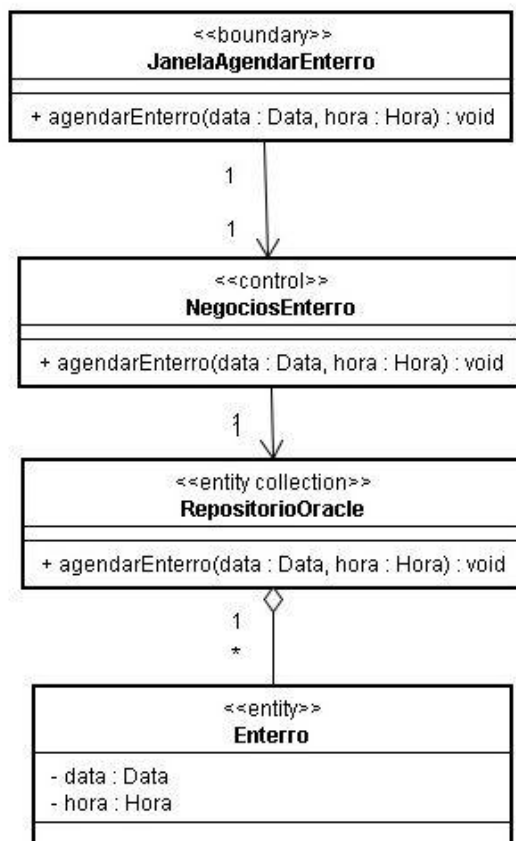 <<boundary>>
JanelaAgendarEnterro
+ agendarEnterro(data : Data, hora : Hora) : void
1
1
<<control>>
NegociosEnterro
+ agendarEnterro(data : Data, hora : Hora) : void
1
1
<<entity collection>>
RepositorioOracle
+ agendarEnterro(data : Data, hora : Hora) : void
1
*
<<entity>>
Enterro
- data : Data
- hora : Hora